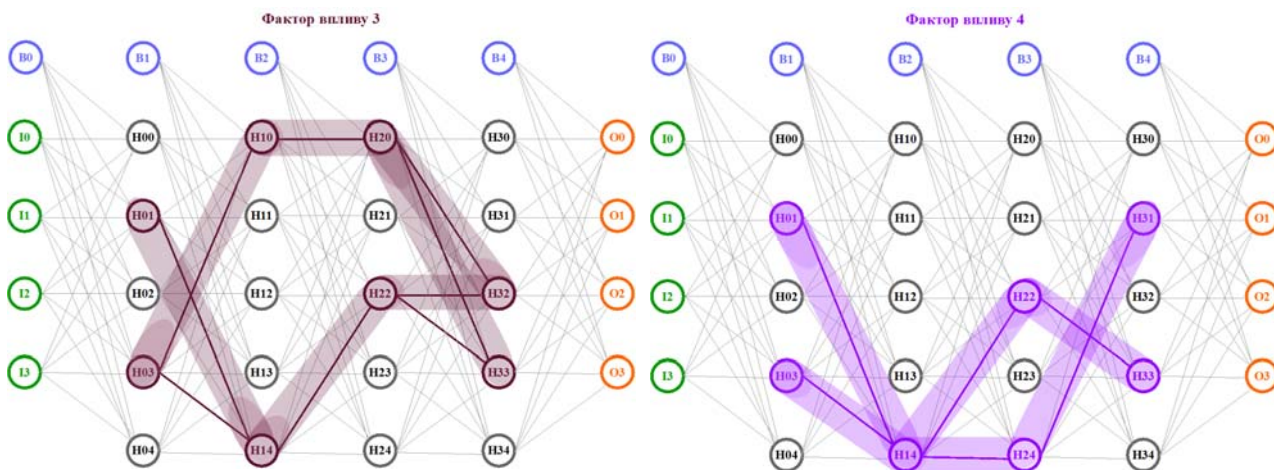 Фактор впливу 3
Фактор впливу 4
B0 B1 B2 B3 B4
B0 B1 B2 B3 B4
I0 H00 H10 H20 H30 O0
I0 H00 H10 H20 H30 O0
I1 H01 H11 H21 H31 O1
I1 H01 H11 H21 H31 O1
I2 H02 H12 H22 H32 O2
I2 H02 H12 H22 H32 O2
I3 H03 H13 H23 H33 O3
I3 H03 H13 H23 H33 O3
H04 H14 H24 H34
H04 H14 H24 H34